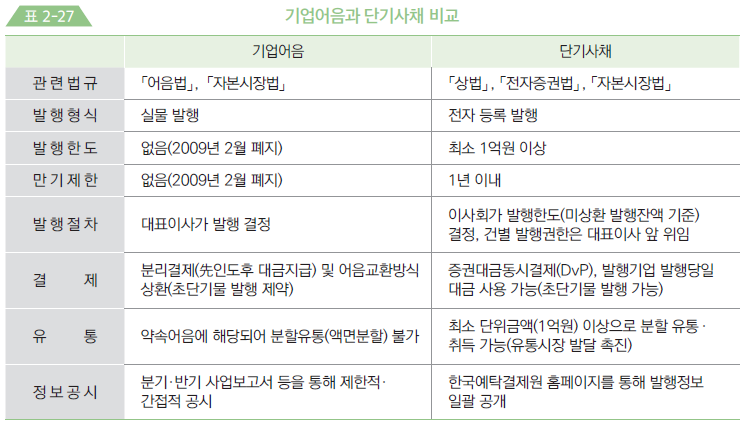 표 2-27
기업어음과 단기사채 비교
기업어음
단기사채
관련법규
「어음법」, 「자본시장법」
「상법」, 「전자증권법」, 「자본시장법」
발행형식
실물 발행
전자 등록 발행
발행한도
없음(2009년 2월 폐지)
최소 1억원 이상
만기제한
없음(2009년 2월 폐지)
1년 이내
발행절차
대표이사가 발행 결정
이사회가 발행한도(미상환 발행잔액 기준)
결정, 건별 발행권한은 대표이사 앞 위임
결 제
분리결제(先인도후 대금지급) 및 어음교환방식
상환(초단기물 발행 제약)
증권대금동시결제(DvP), 발행기업 발행당일
대금 사용 가능(초단기물 발행 가능)
유 통
약속어음에 해당되어 분할유통(액면분할) 불가
최소 단위금액(1억원) 이상으로 분할 유통·
취득 가능(유통시장 발달 촉진)
정보공시
분기·반기 사업보고서 등을 통해 제한적·
간접적 공시
한국예탁결제원 홈페이지를 통해 발행정보
일괄 공개